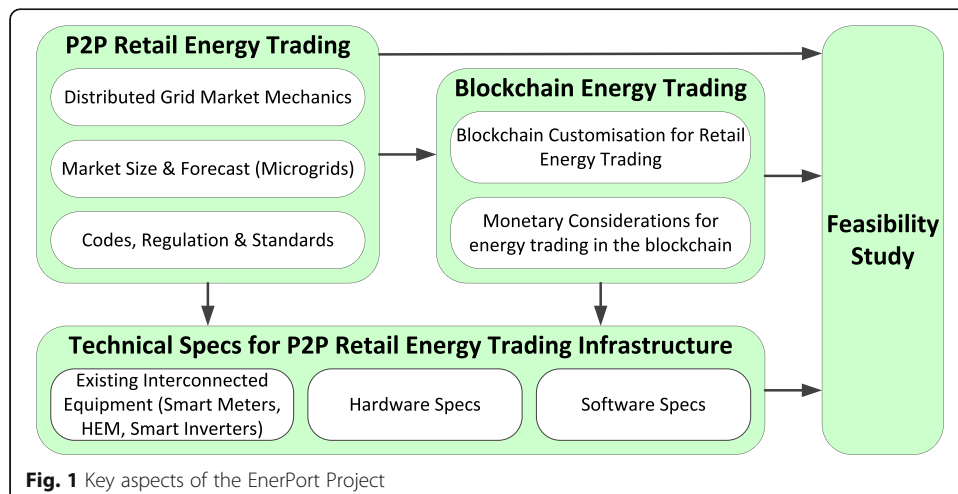 P2P Retail Energy Trading
Distributed Grid Market Mechanics
Market Size & Forecast (Microgrids)
Codes, Regulation & Standards
Blockchain Energy Trading
Blockchain Customisation for Retail
Energy Trading
Monetary Considerations for
energy trading in the blockchain
Feasibility
Study
Technical Specs for P2P Retail Energy Trading Infrastructure
Existing Interconnected
Equipment (Smart Meters,
HEM, Smart Inverters)
Hardware Specs
Software Specs
Fig. 1 Key aspects of the EnerPort Project